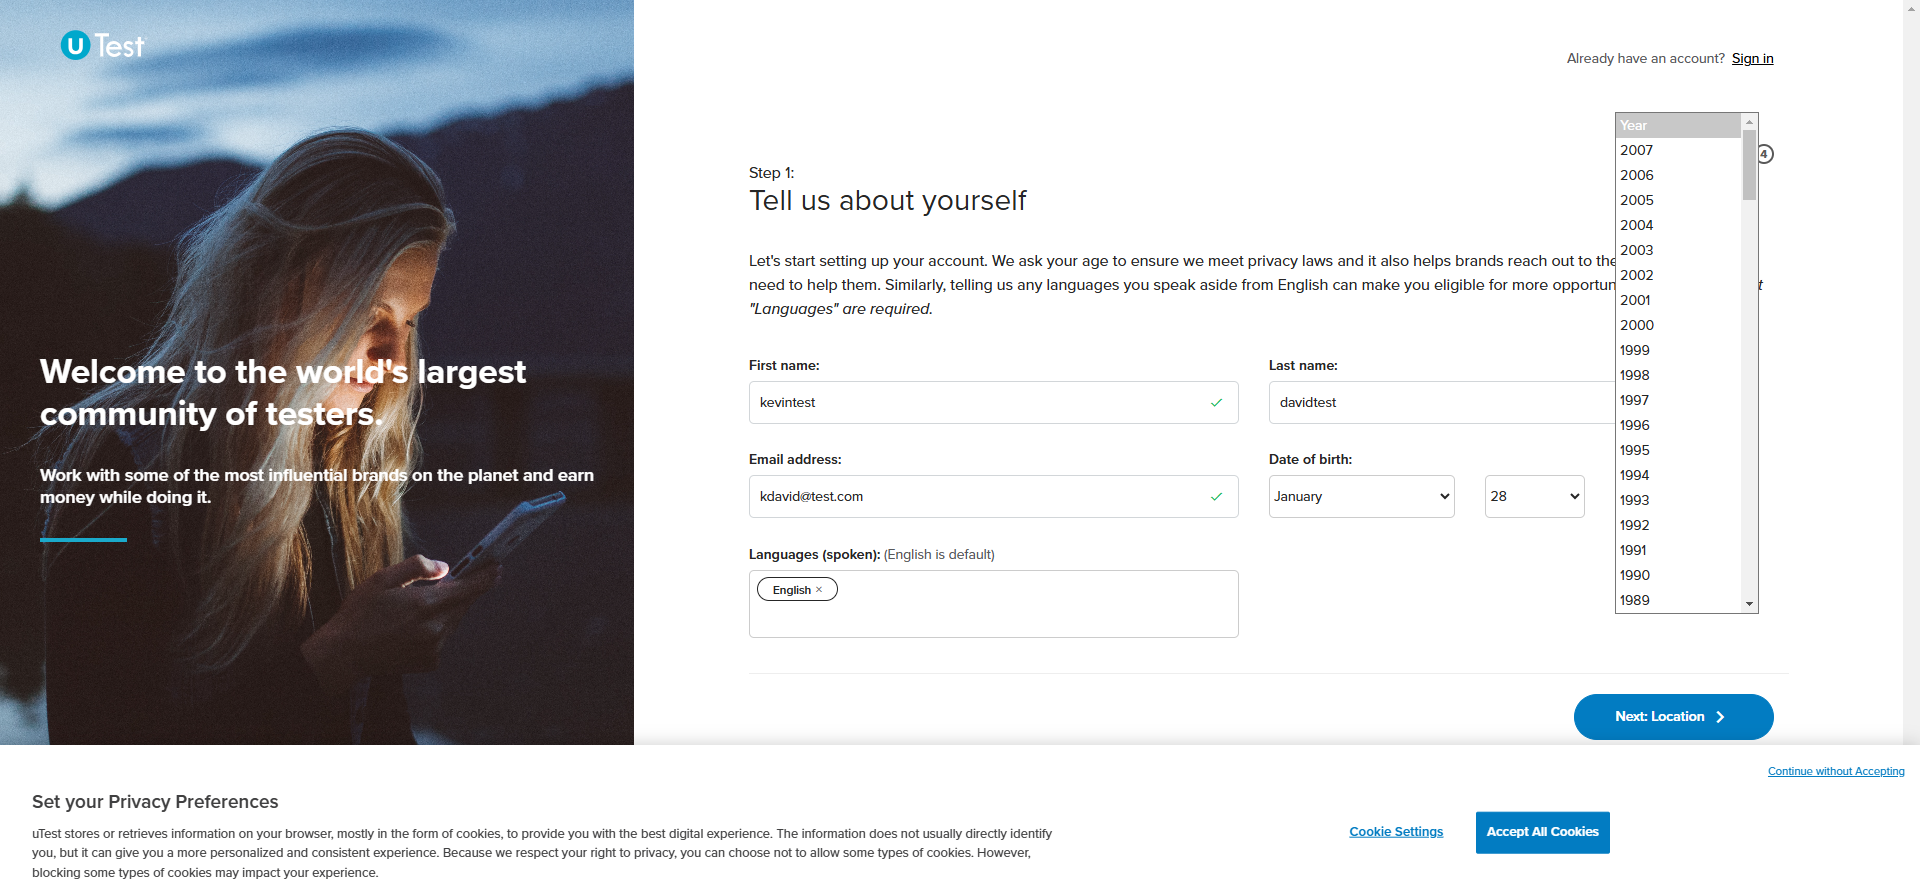 U Test
Already have an account? Sign in
4
Step 1:
Tell us about yourself
Let's start setting up your account. We ask your age to ensure we meet privacy laws and it also helps brands reach out to the
need to help them. Similarly, telling us any languages you speak aside from English can make you eligible for more
"Languages" are required.
First name:
Last name:
kevintest
davidtest
Email address:
Date of birth:
kdavid@test.com
January
28
Year
2007
2006
2005
2004
2003
2002
2001
2000
1999
1998
1997
1996
1995
1994
1993
1992
1991
1990
1989
Languages (spoken): (English is default)
English ×
Next: Location
Welcome to the world's largest
community of testers.
Work with some of the most influential brands on the planet and earn
money while doing it.
Continue without Accepting
Set your Privacy Preferences
uTest stores or retrieves information on your browser, mostly in the form of cookies, to provide you with the best digital experience. The information does not usually directly identify
you, but it can give you a more personalized and consistent experience. Because we respect your right to privacy, you can choose not to allow some types of cookies. However,
blocking some types of cookies may impact your experience.
Cookie Settings
Accept All Cookies